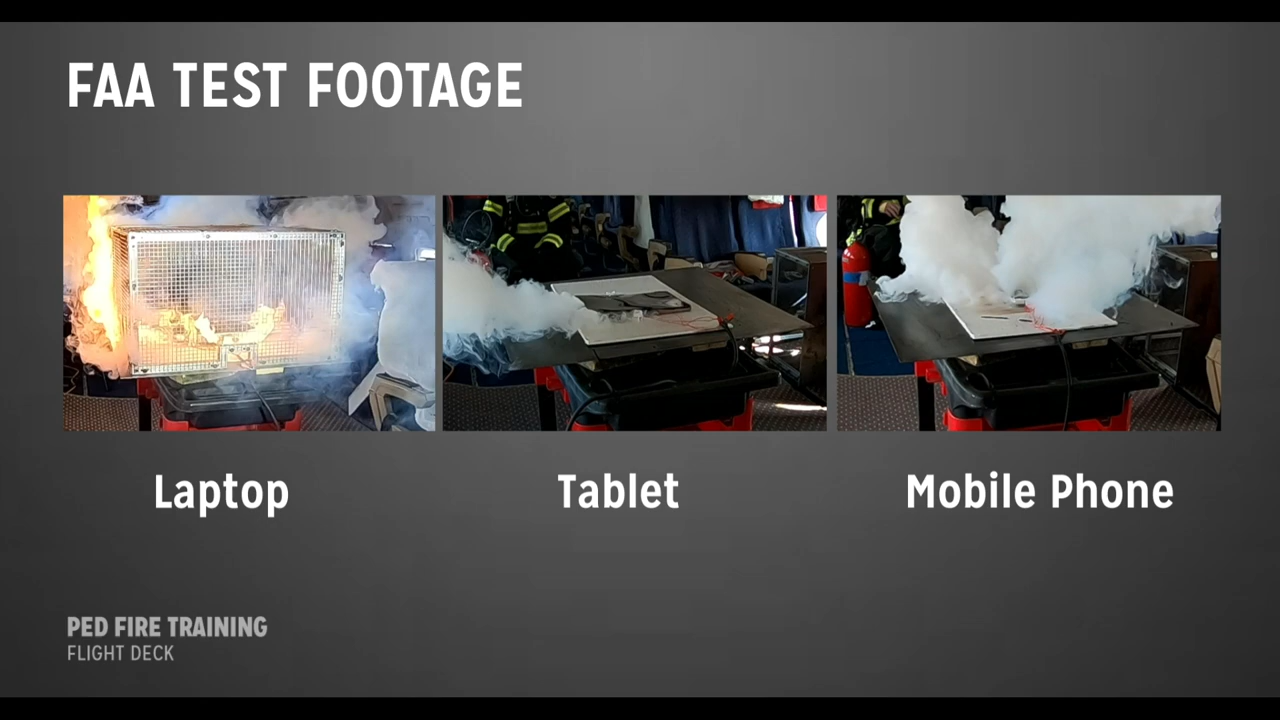 FAA TEST FOOTAGE
Laptop
Tablet
Mobile Phone
PED FIRE TRAINING
FLIGHT DECK